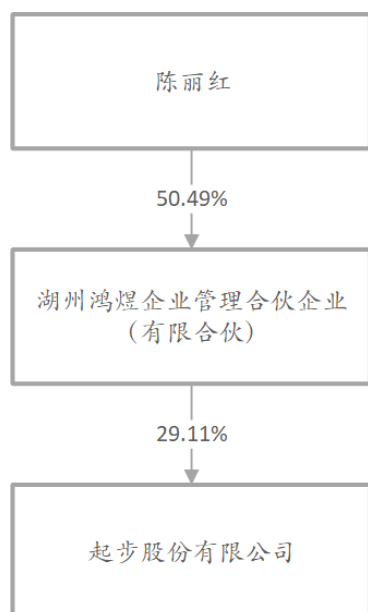 陈丽红
50.49%
湖州鸿煜企业管理合伙企业
（有限合伙）
29.11%
起步股份有限公司